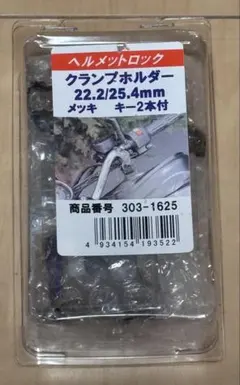 ヘルメットロック
クランプホルダー
22.2/25.4mm
メッキ キー2本付
商品番号 303-1625
4 934154 193522